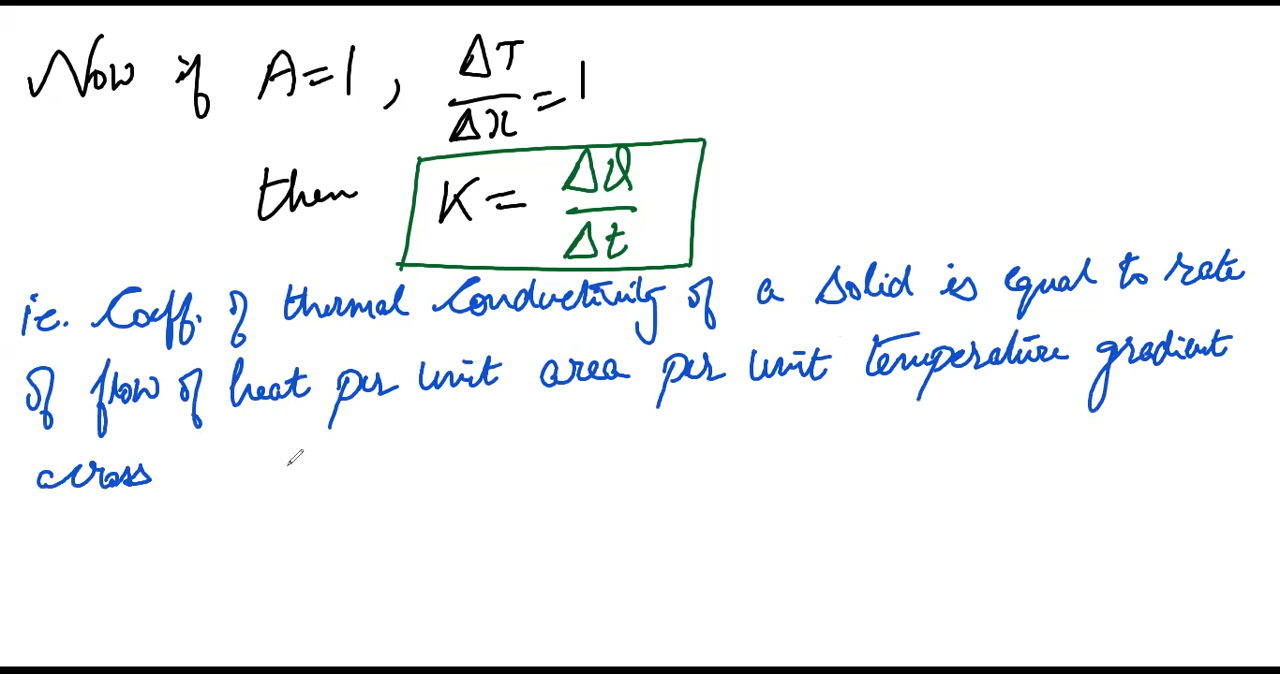 Now if A=1, ΔT/Δx=1
then K= ΔQ/Δt
ie. Coeff. of thermal Conductivity of a solid is equal to rate
of flow of heat per unit area per unit temperature gradient
across